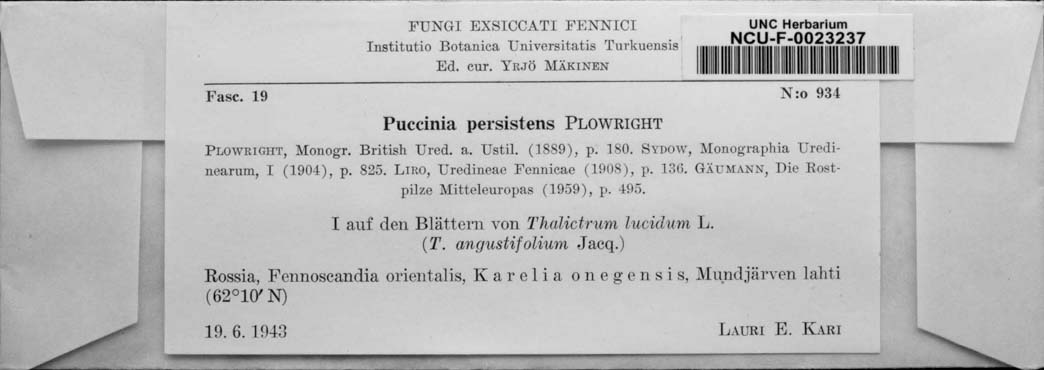 FUNGI EXSICCATI FENNICI
Institutio Botanica Universitatis Turkuensis
Ed. cur. YRJÖ MÄKINEN
UNC Herbarium
NCU-F-0023237
Fasc. 19
N:o 934
Puccinia persistens PLOWRIGHT
PLOWRIGHT, Monogr. British Ured. a. Ustil. (1889), p. 180. SYDOW, Monographia Uredi-
nearum, I (1904), p. 825. LIRO, Uredineae Fennicae (1908), p. 136. GÄUMANN, Die Rost-
pilze Mitteleuropas (1959), p. 495.
I auf den Blättern von Thalictrum lucidum L.
(T. angustifolium Jacq.)
Rossia, Fennoscandia orientalis, Karelia onegensis, Mundjärven lahti
(62°10′ N)
19. 6. 1943
LAURI E. KARI